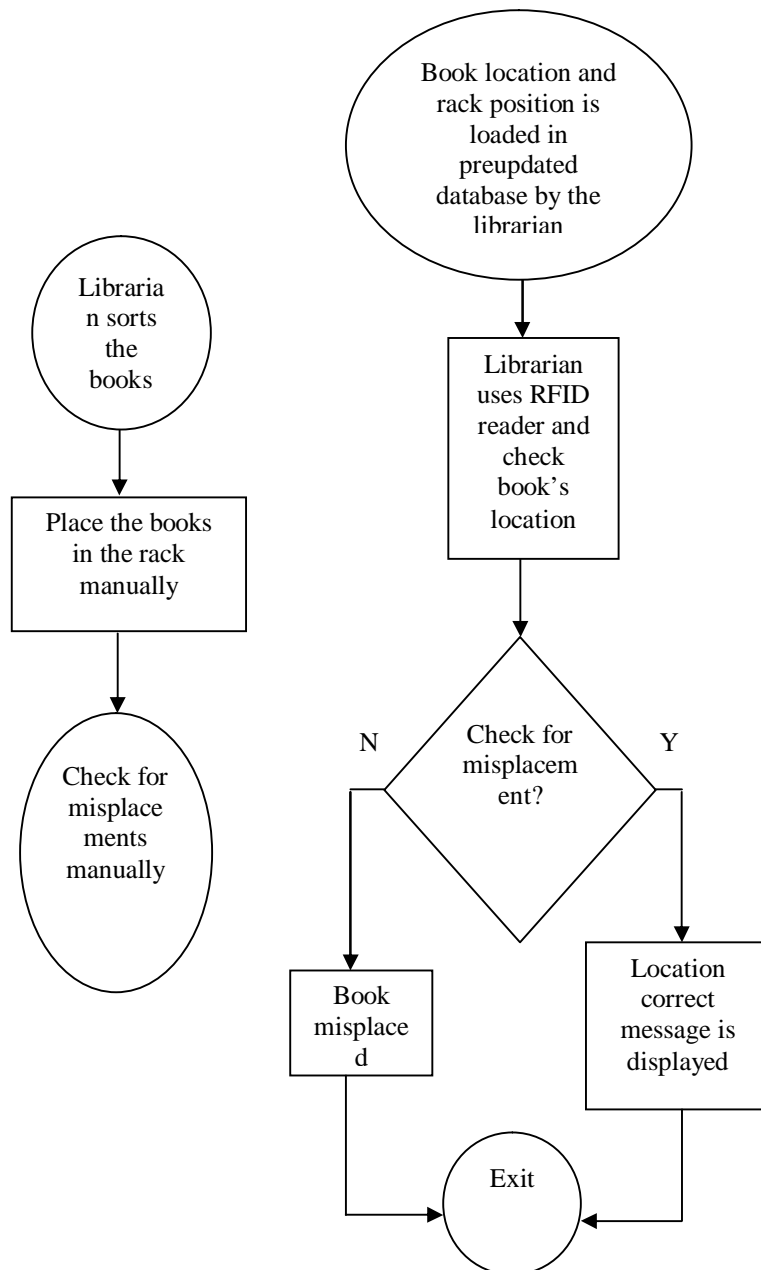 Book location and
rack position is
loaded in
preupdated
database by the
librarian
Libraria
n sorts
the
books
Librarian
uses RFID
reader and
check
book’s
location
Place the books
in the rack
manually
N
Check for
misplacem
ent?
Y
Check for
misplace
ments
manually
Book
misplace
d
Location
correct
message is
displayed
Exit